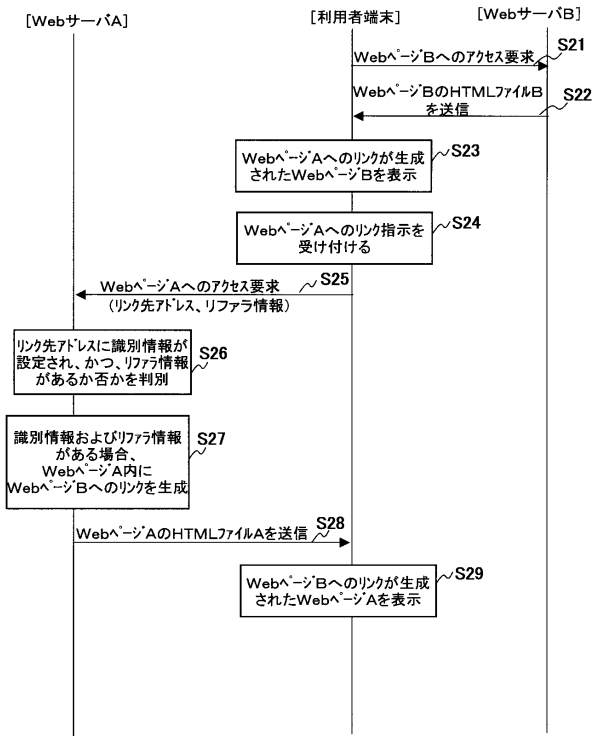 [WebサーバA]
[利用者端末]
[WebサーバB]
WebページBへのアクセス要求
S21
WebページBのHTMLファイルB
を送信
S22
WebページAへのリンクが生成
されたWebページBを表示
S23
WebページAへのリンク指示を
受け付ける
S24
WebページAへのアクセス要求
S25
(リンク先アドレス、リファラ情報)
リンク先アドレスに識別情報が
設定され、かつ、リファラ情報
があるか否かを判別
S26
識別情報およびリファラ情報
がある場合、
WebページA内に
WebページBへのリンクを生成
S27
WebページAのHTMLファイルAを送信
S28
WebページBへのリンクが生成
されたWebページAを表示
S29